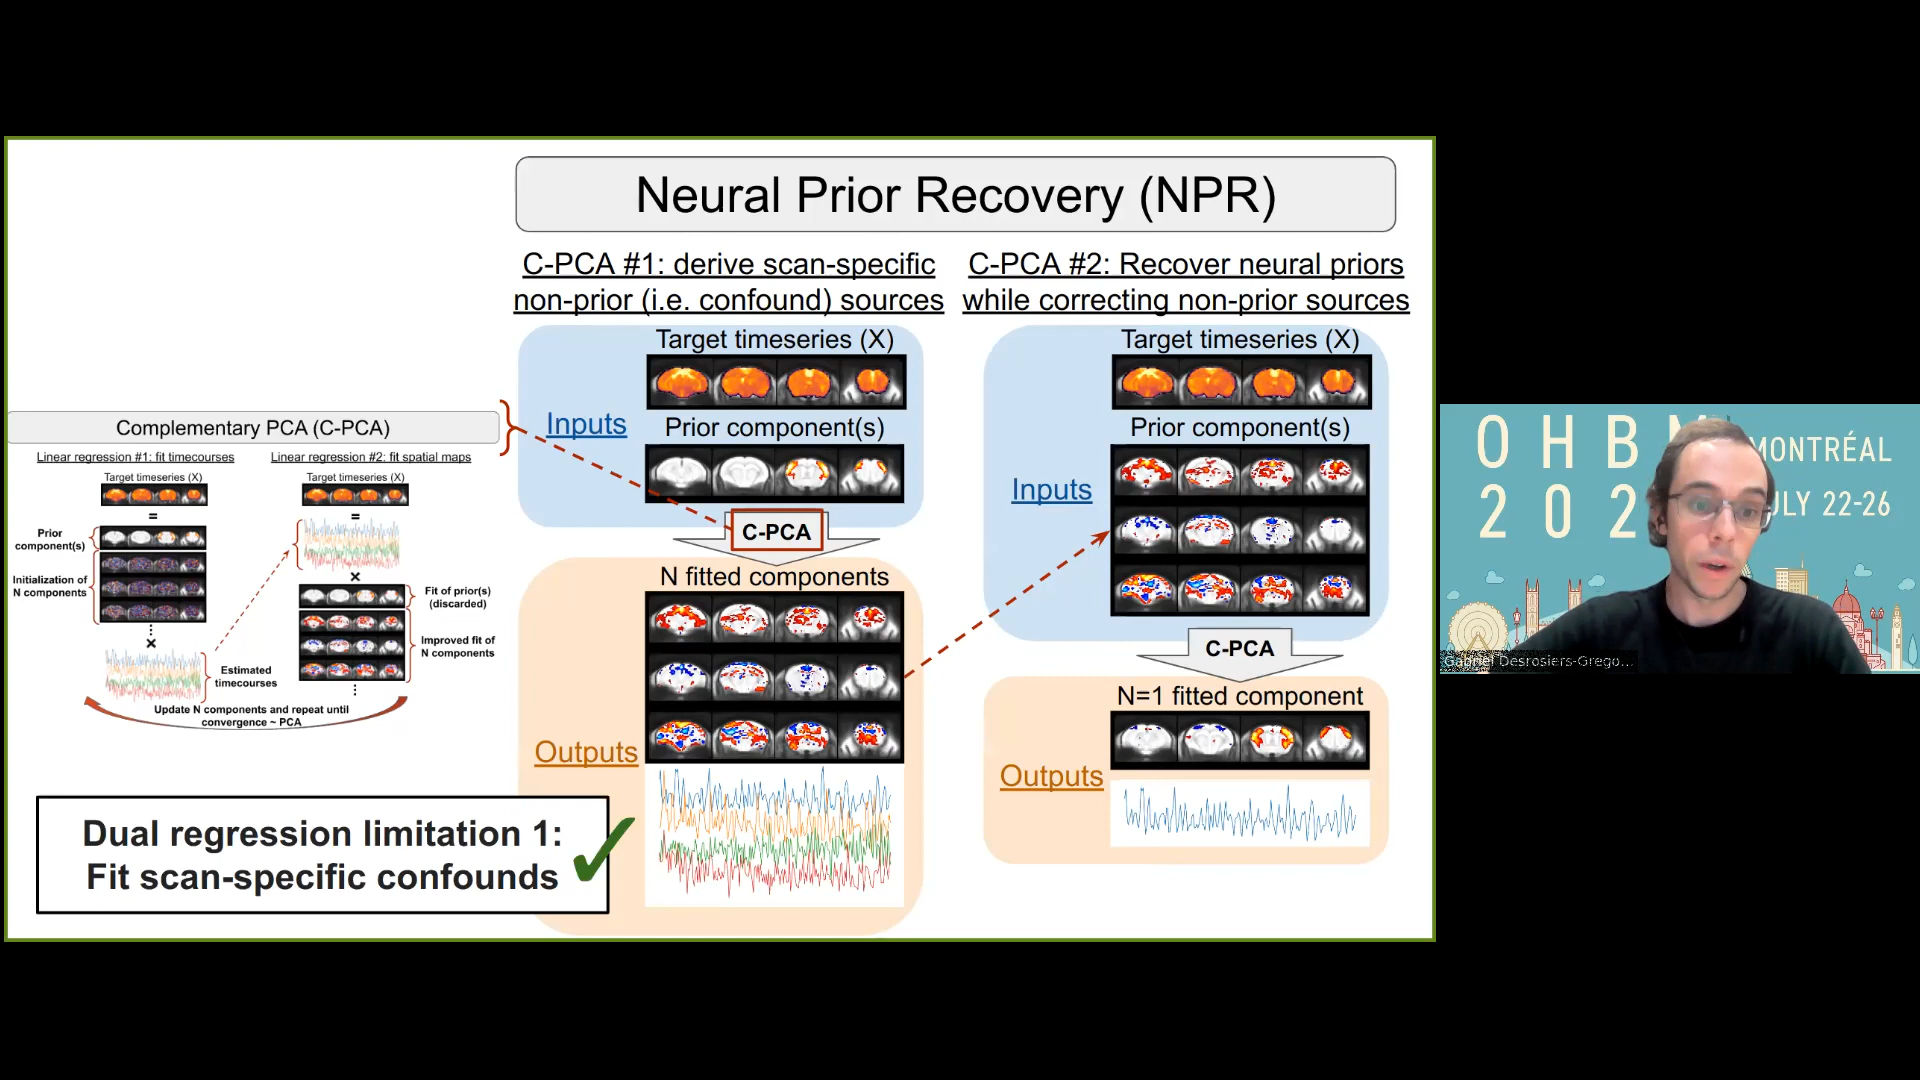 Neural Prior Recovery (NPR)
C-PCA #1: derive scan-specific
non-prior (i.e. confound) sources
Target timeseries (X)
Inputs
Prior component(s)
C-PCA
N fitted components
Outputs
C-PCA #2: Recover neural priors
while correcting non-prior sources
Target timeseries (X)
Prior component(s)
Inputs
C-PCA
N=1 fitted component
Outputs
Complementary PCA (C-PCA)
Linear regression #1: fit timecourses
Target timeseries (X)
=
Prior
component(s)
Initialization of
N components
×
Estimated
timecourses
Linear regression #2: fit spatial maps
Target timeseries (X)
=
×
Fit of prior(s)
(discarded)
Improved fit of
N components
Update N components and repeat until
convergence ~ PCA
Dual regression limitation 1:
Fit scan-specific confounds
OHB
MONTRÉAL
202
JULY 22-26
Gabriel Desrosiers-Grego...